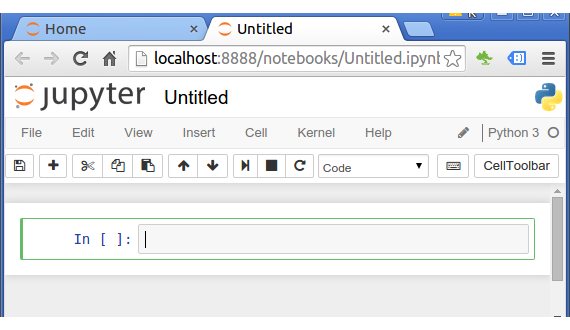 Home
Untitled
localhost:8888/notebooks/Untitled.ipynb
jupyter Untitled
File Edit View Insert Cell Kernel Help Python 3
Code CellToolbar
In [ ]: